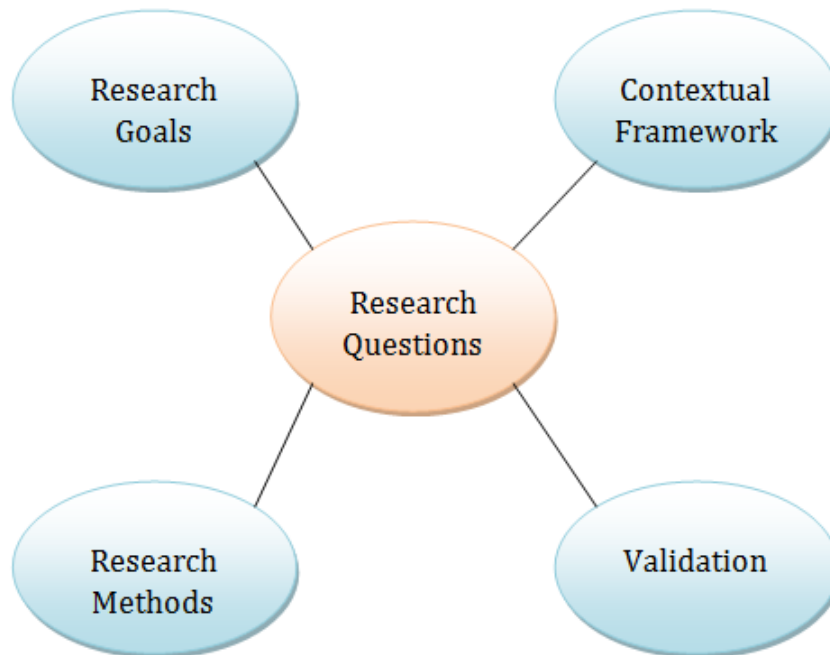 Research
Goals
Contextual
Framework
Research
Questions
Research
Methods
Validation